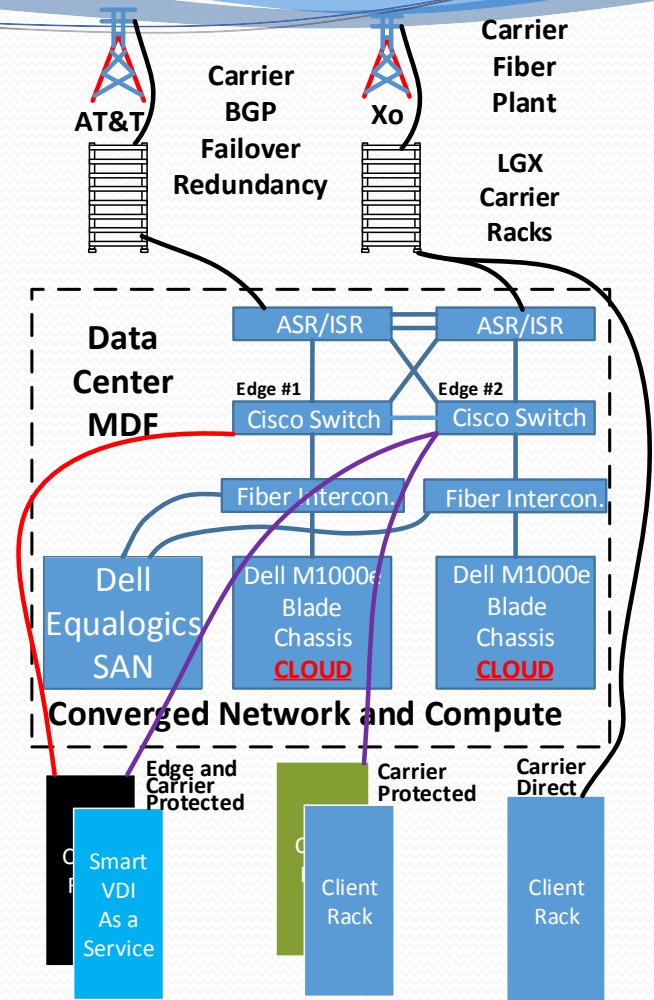 AT&T
Carrier
BGP
Failover
Redundancy
Xo
Carrier
Fiber
Plant
LGX
Carrier
Racks
Data
Center
MDF
ASR/ISR
ASR/ISR
Edge #1
Edge #2
Cisco Switch
Cisco Switch
Fiber Intercon.
Fiber Intercon.
Dell
Equalogics
SAN
Dell M1000e
Blade
Chassis
CLOUD
Dell M1000e
Blade
Chassis
CLOUD
Converged Network and Compute
Edge and
Carrier
Protected
Smart
VDI
As a
Service
Carrier
Protected
Client
Rack
Carrier
Direct
Client
Rack